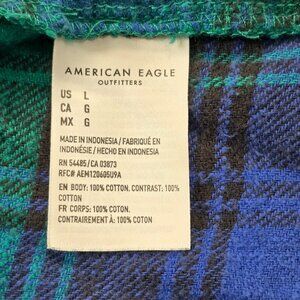 AMERICAN EAGLE
OUTFITTERS
US L
CA G
MX G
MADE IN INDONESIA / FABRIQUÉ EN
INDONÉSIE / HECHO EN INDONESIA
RN 54485/CA 03873
RFC# AEM120605U9A
EN BODY: 100% COTTON. CONTRAST: 100%
COTTON
FR CORPS: 100% COTON.
CONTRAIREMENT À: 100% COTON.